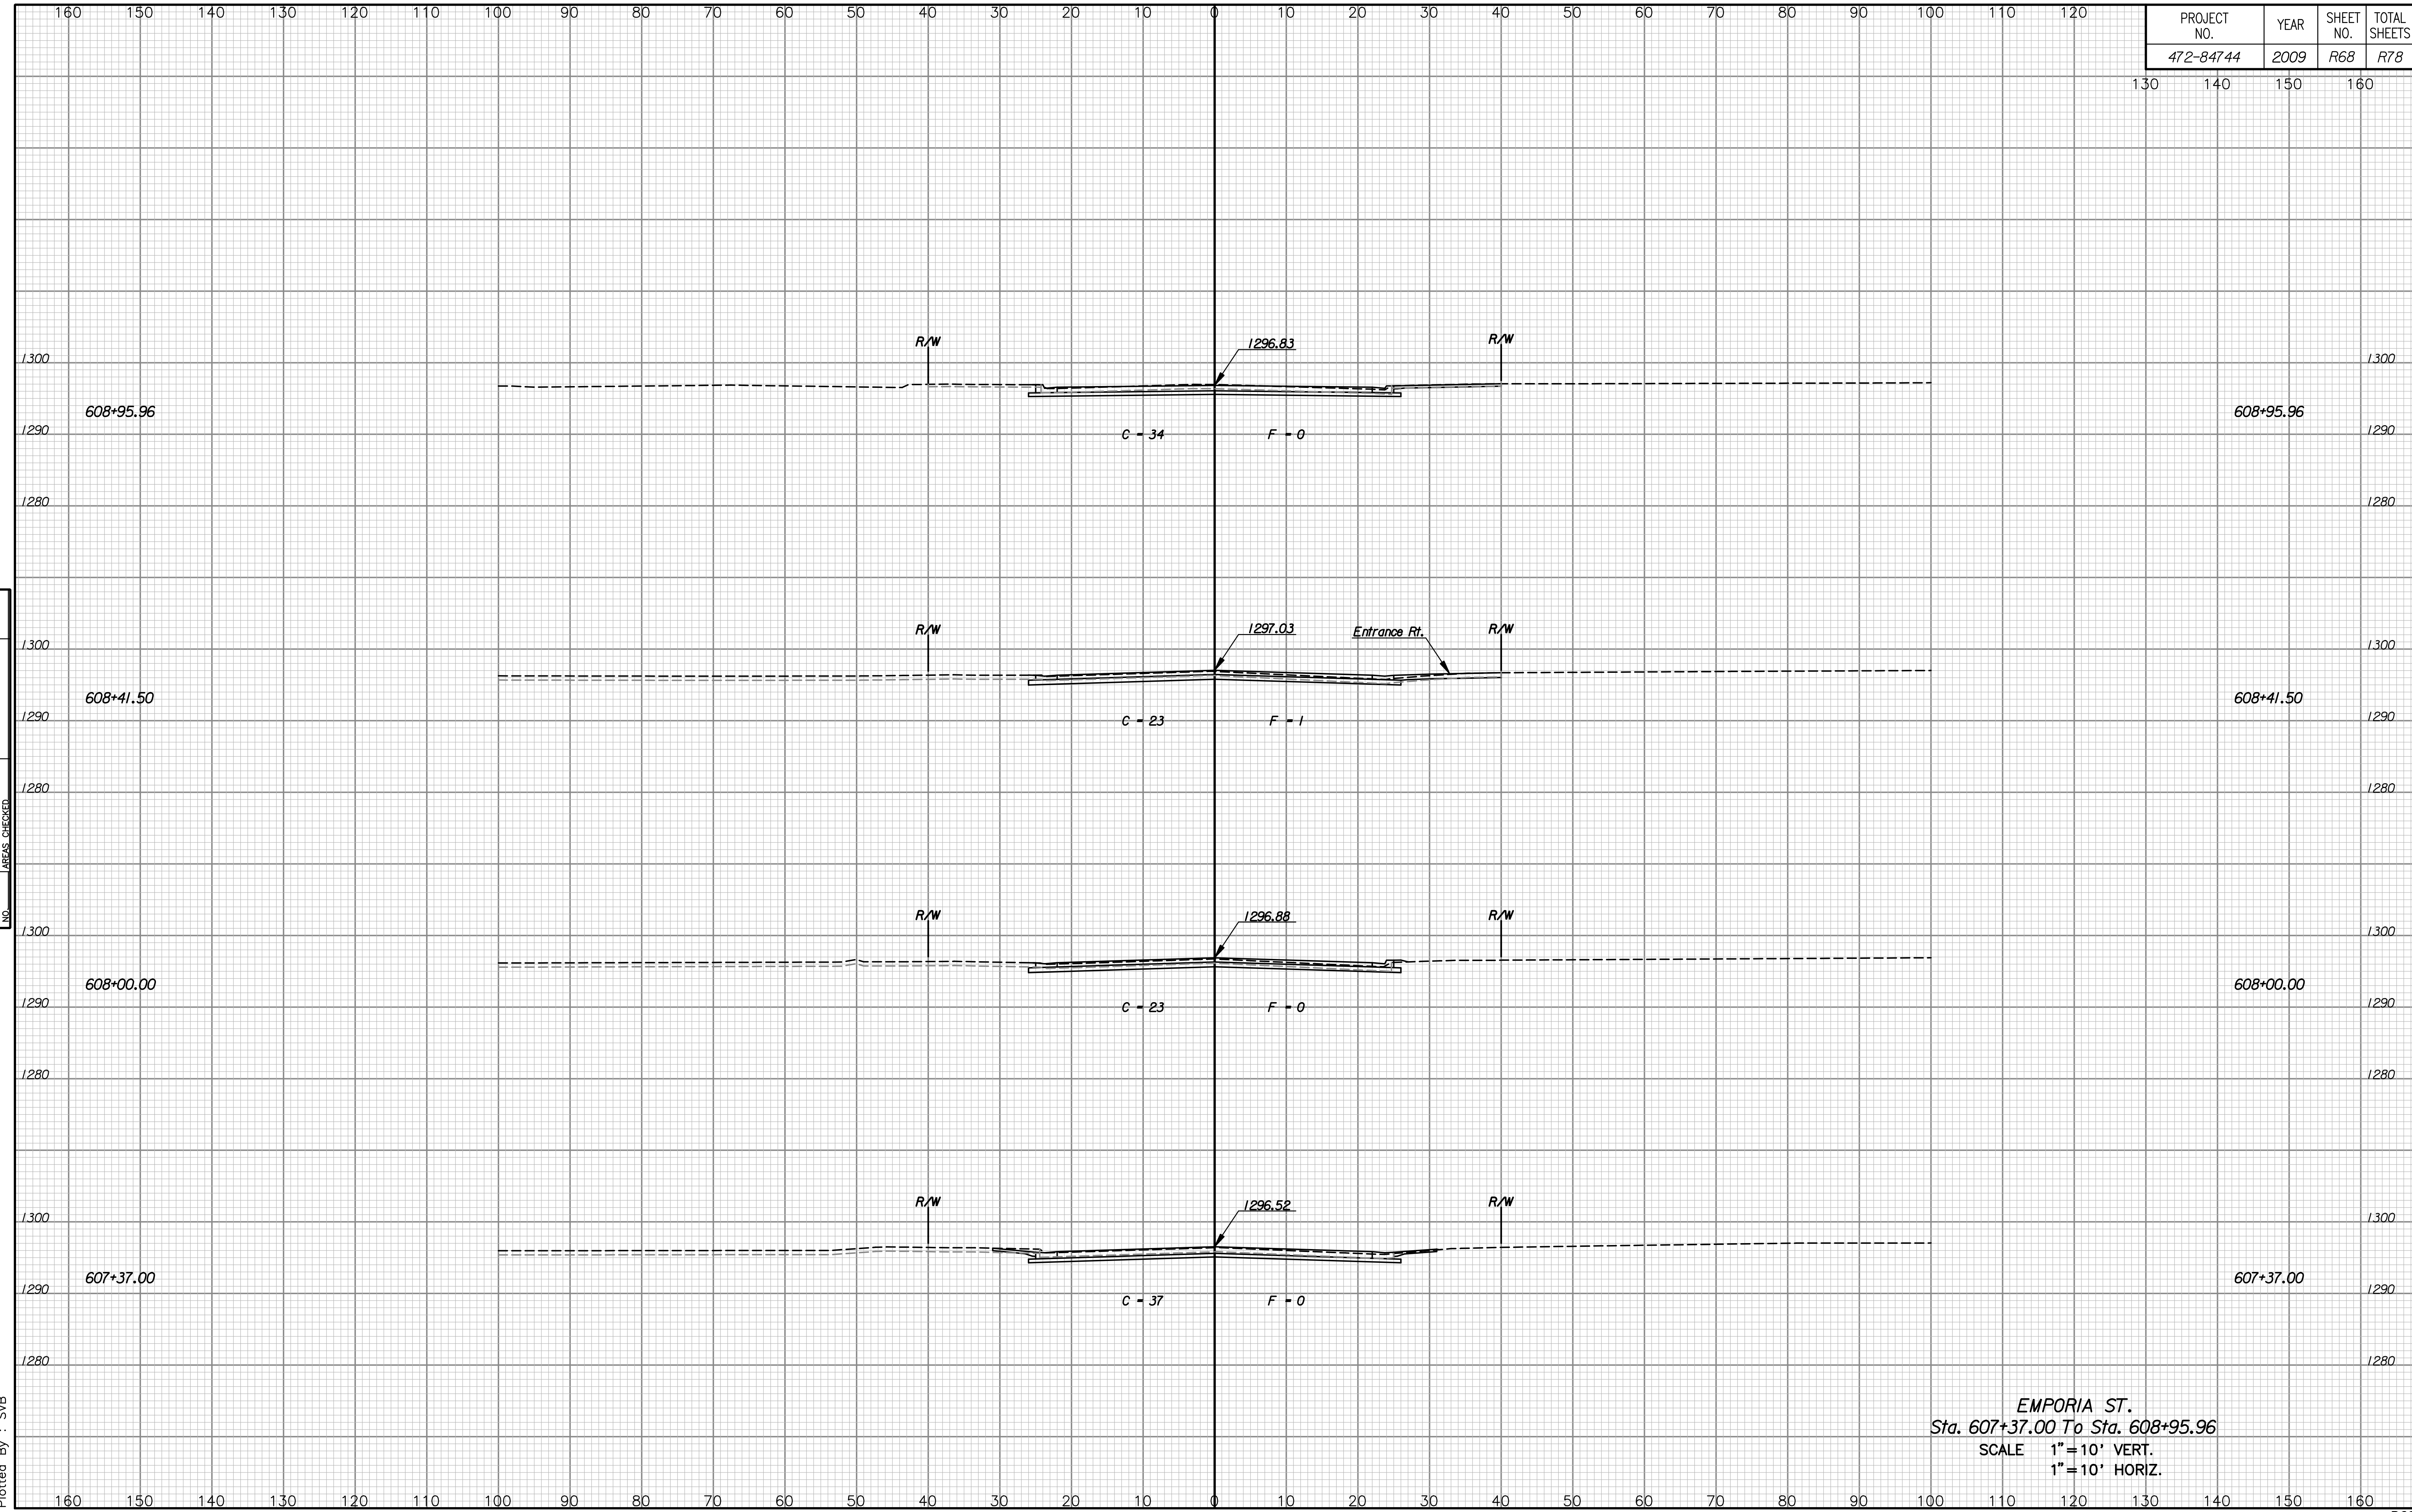 160 150 140 130 120 110 100 90 80 70 60 50 40 30 20 10 0 10 20 30 40 50 60 70 80 90 100 110 120
PROJECT NO. YEAR SHEET NO. TOTAL SHEETS
472-84744 2009 R68 R78
130 140 150 160
R/W 1296.83 R/W
1300 1300
608+95.96 608+95.96
1290 C = 34 F = 0 1290
1280 1280
R/W 1297.03 Entrance Rt. R/W
1300 1300
608+41.50 608+41.50
1290 C = 23 F = 1 1290
1280 1280
AREAS CHECKED
NO.
R/W 1296.88 R/W
1300 1300
608+00.00 608+00.00
1290 C = 23 F = 0 1290
1280 1280
R/W 1296.52 R/W
1300 1300
607+37.00 607+37.00
1290 C = 37 F = 0 1290
1280 1280
Plotted By : SVB
EMPORIA ST.
Sta. 607+37.00 To Sta. 608+95.96
SCALE 1"=10' VERT.
1"=10' HORIZ.
160 150 140 130 120 110 100 90 80 70 60 50 40 30 20 10 0 10 20 30 40 50 60 70 80 90 100 110 120 130 140 150 160